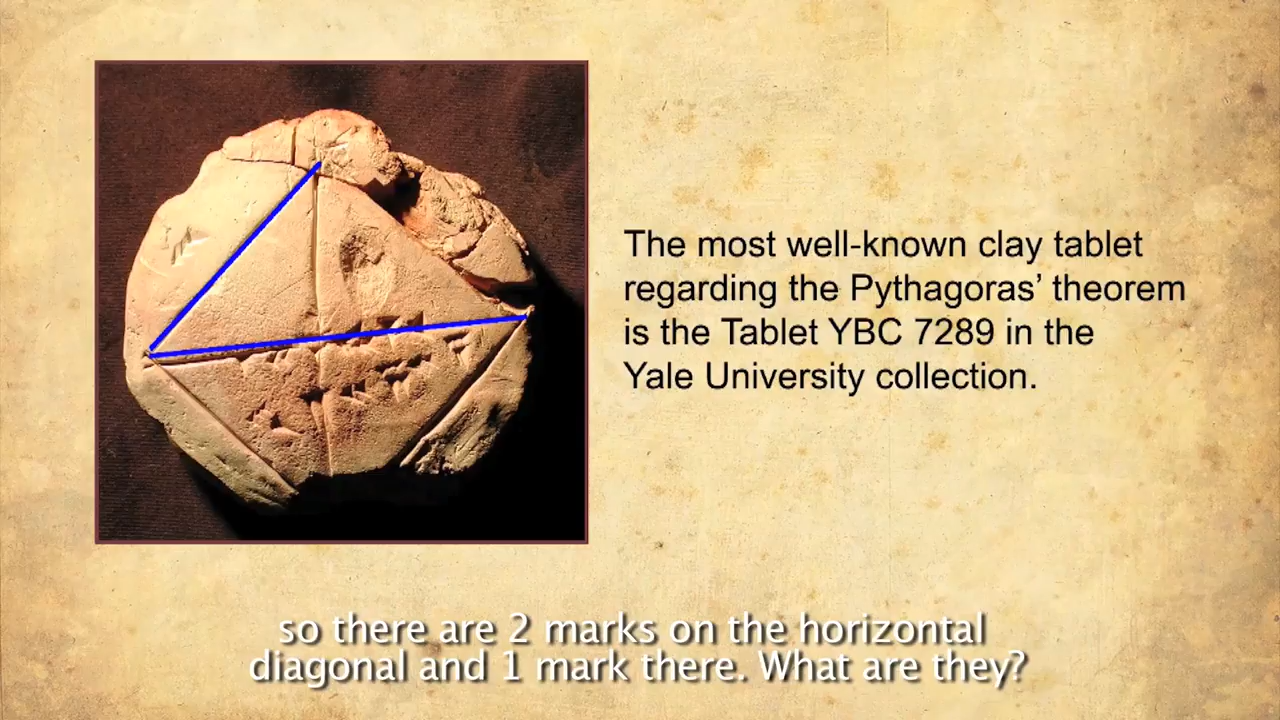 The most well-known clay tablet
regarding the Pythagoras’ theorem
is the Tablet YBC 7289 in the
Yale University collection.
so there are 2 marks on the horizontal
diagonal and 1 mark there. What are they?